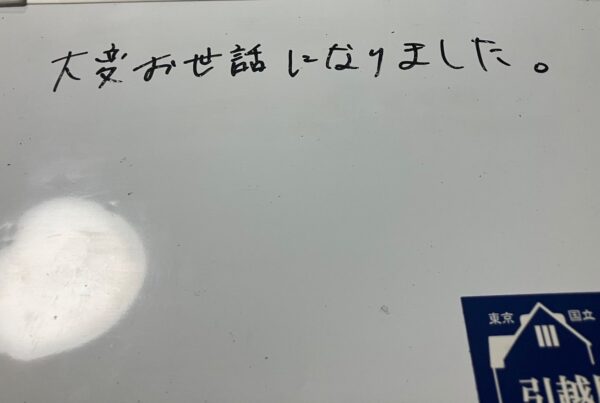 大変お世話になりました。
東京 国立
引越